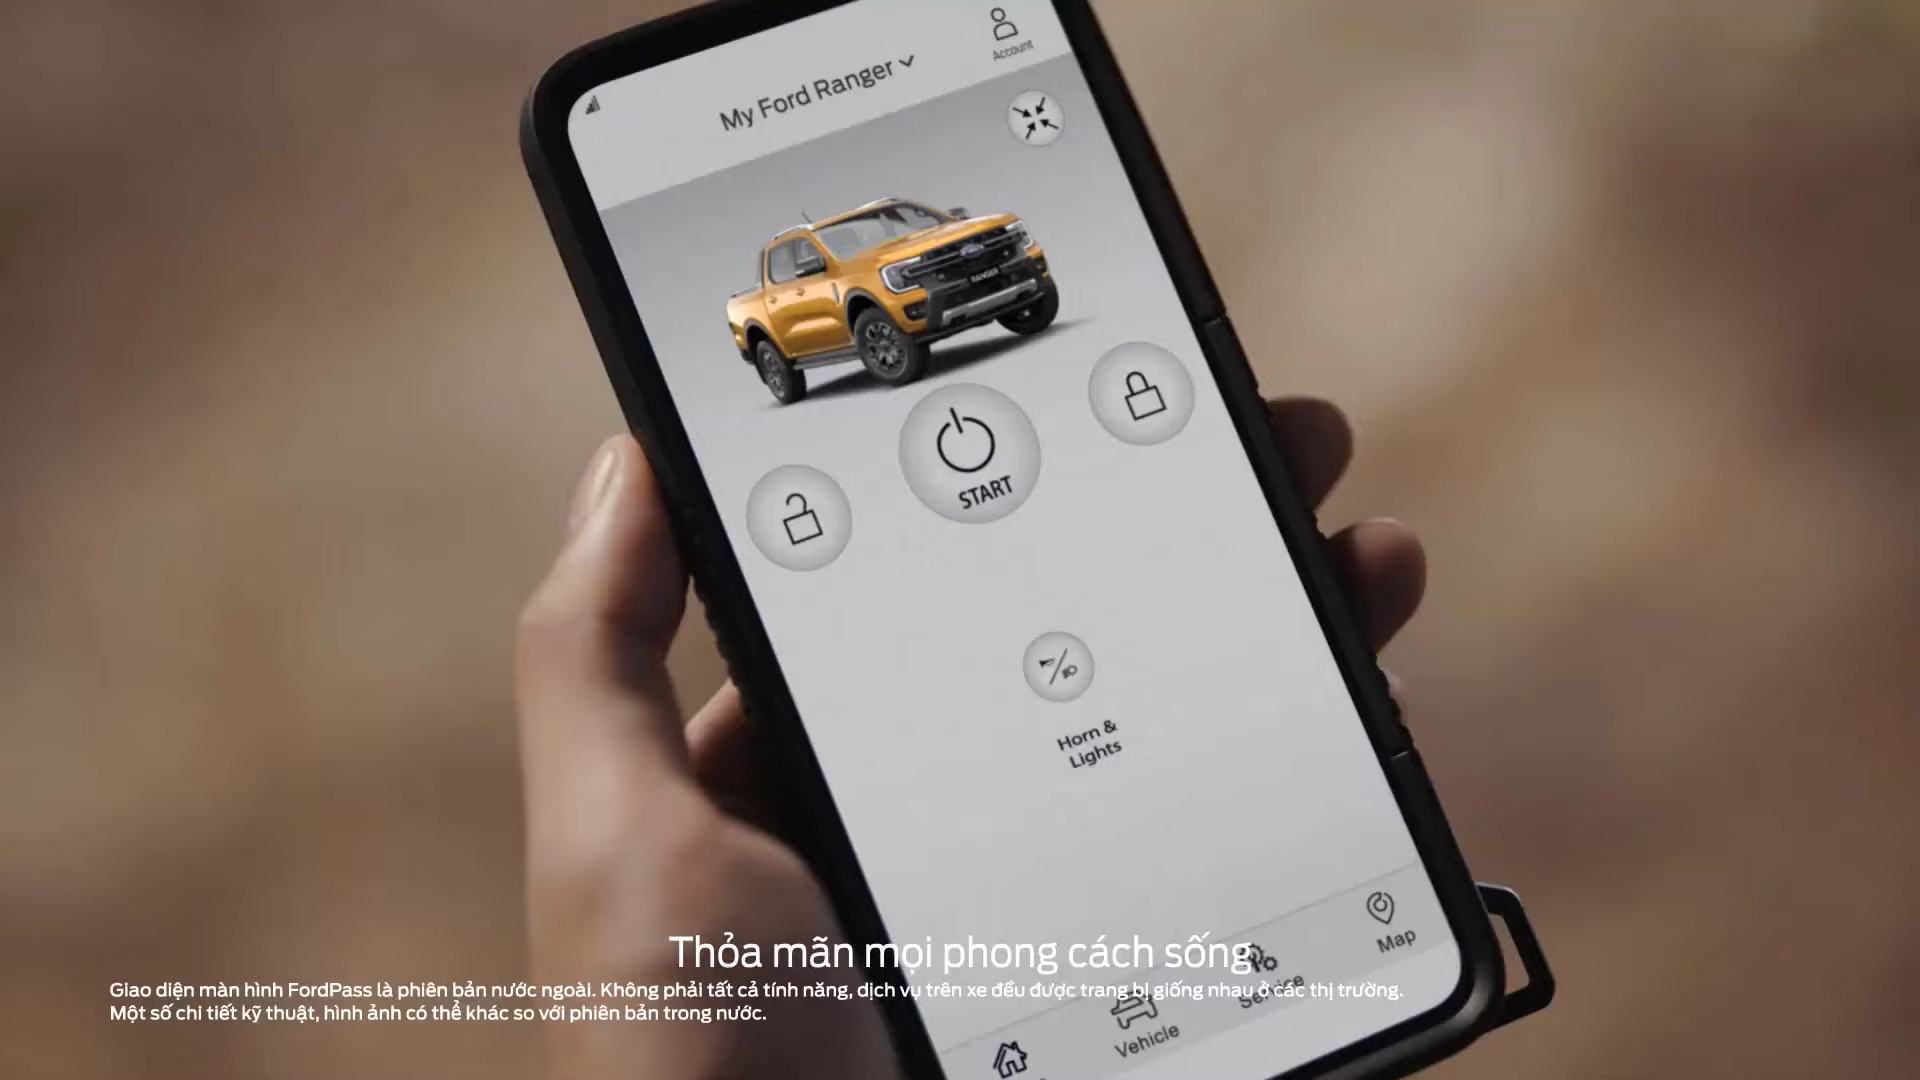 Account
My Ford Ranger
RANGER
START
Horn &
Lights
Map
Service
Vehicle
Thỏa mãn mọi phong cách sống.
Giao diện màn hình FordPass là phiên bản nước ngoài. Không phải tất cả tính năng, dịch vụ trên xe đều được trang bị giống nhau ở các thị trường.
Một số chi tiết kỹ thuật, hình ảnh có thể khác so với phiên bản trong nước.